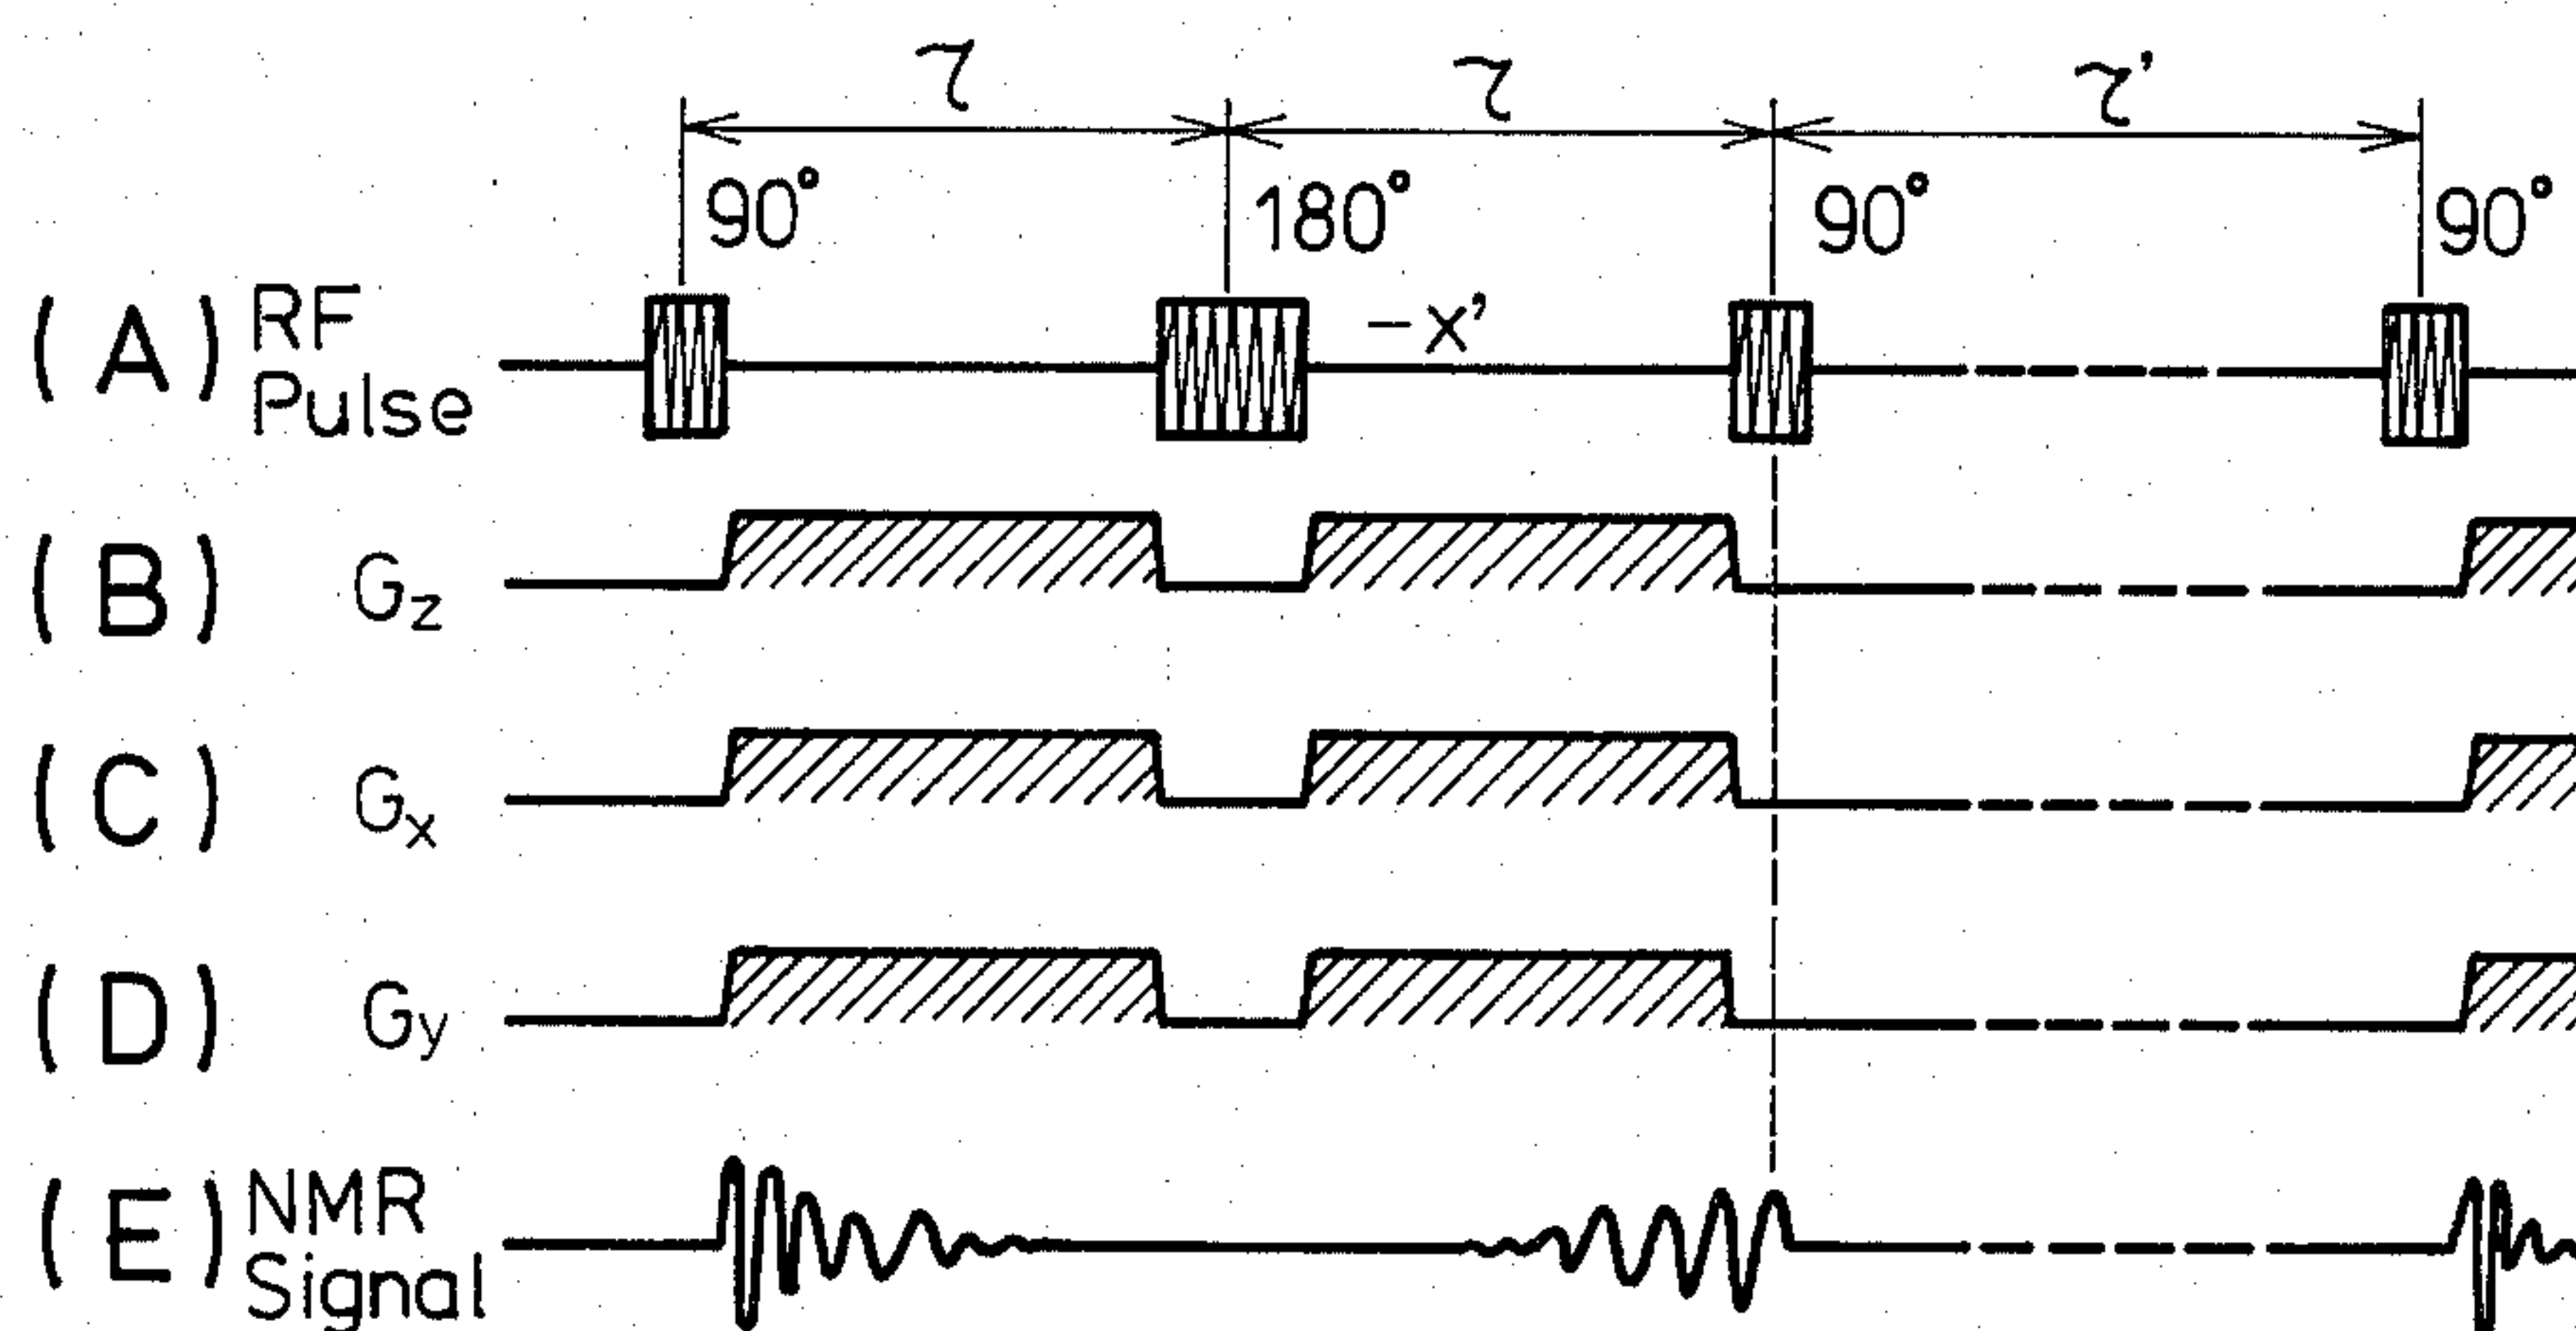 τ τ τ'
90° 180° 90° 90°
(A) RF Pulse -x'
(B) Gz
(C) Gx
(D) Gy
(E) NMR Signal